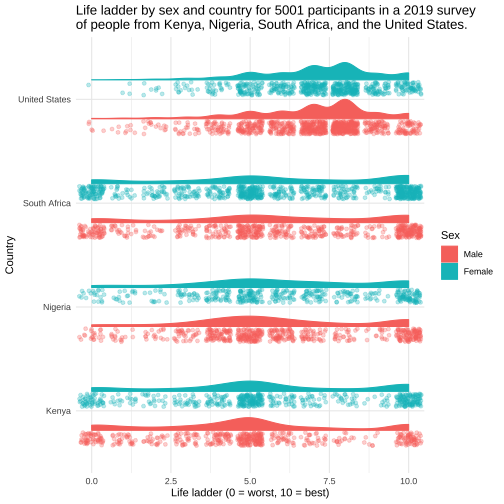 Life ladder by sex and country for 5001 participants in a 2019 survey
of people from Kenya, Nigeria, South Africa, and the United States.
United States
South Africa
Nigeria
Kenya
Country
Sex
Male
Female
0.0 2.5 5.0 7.5 10.0
Life ladder (0 = worst, 10 = best)